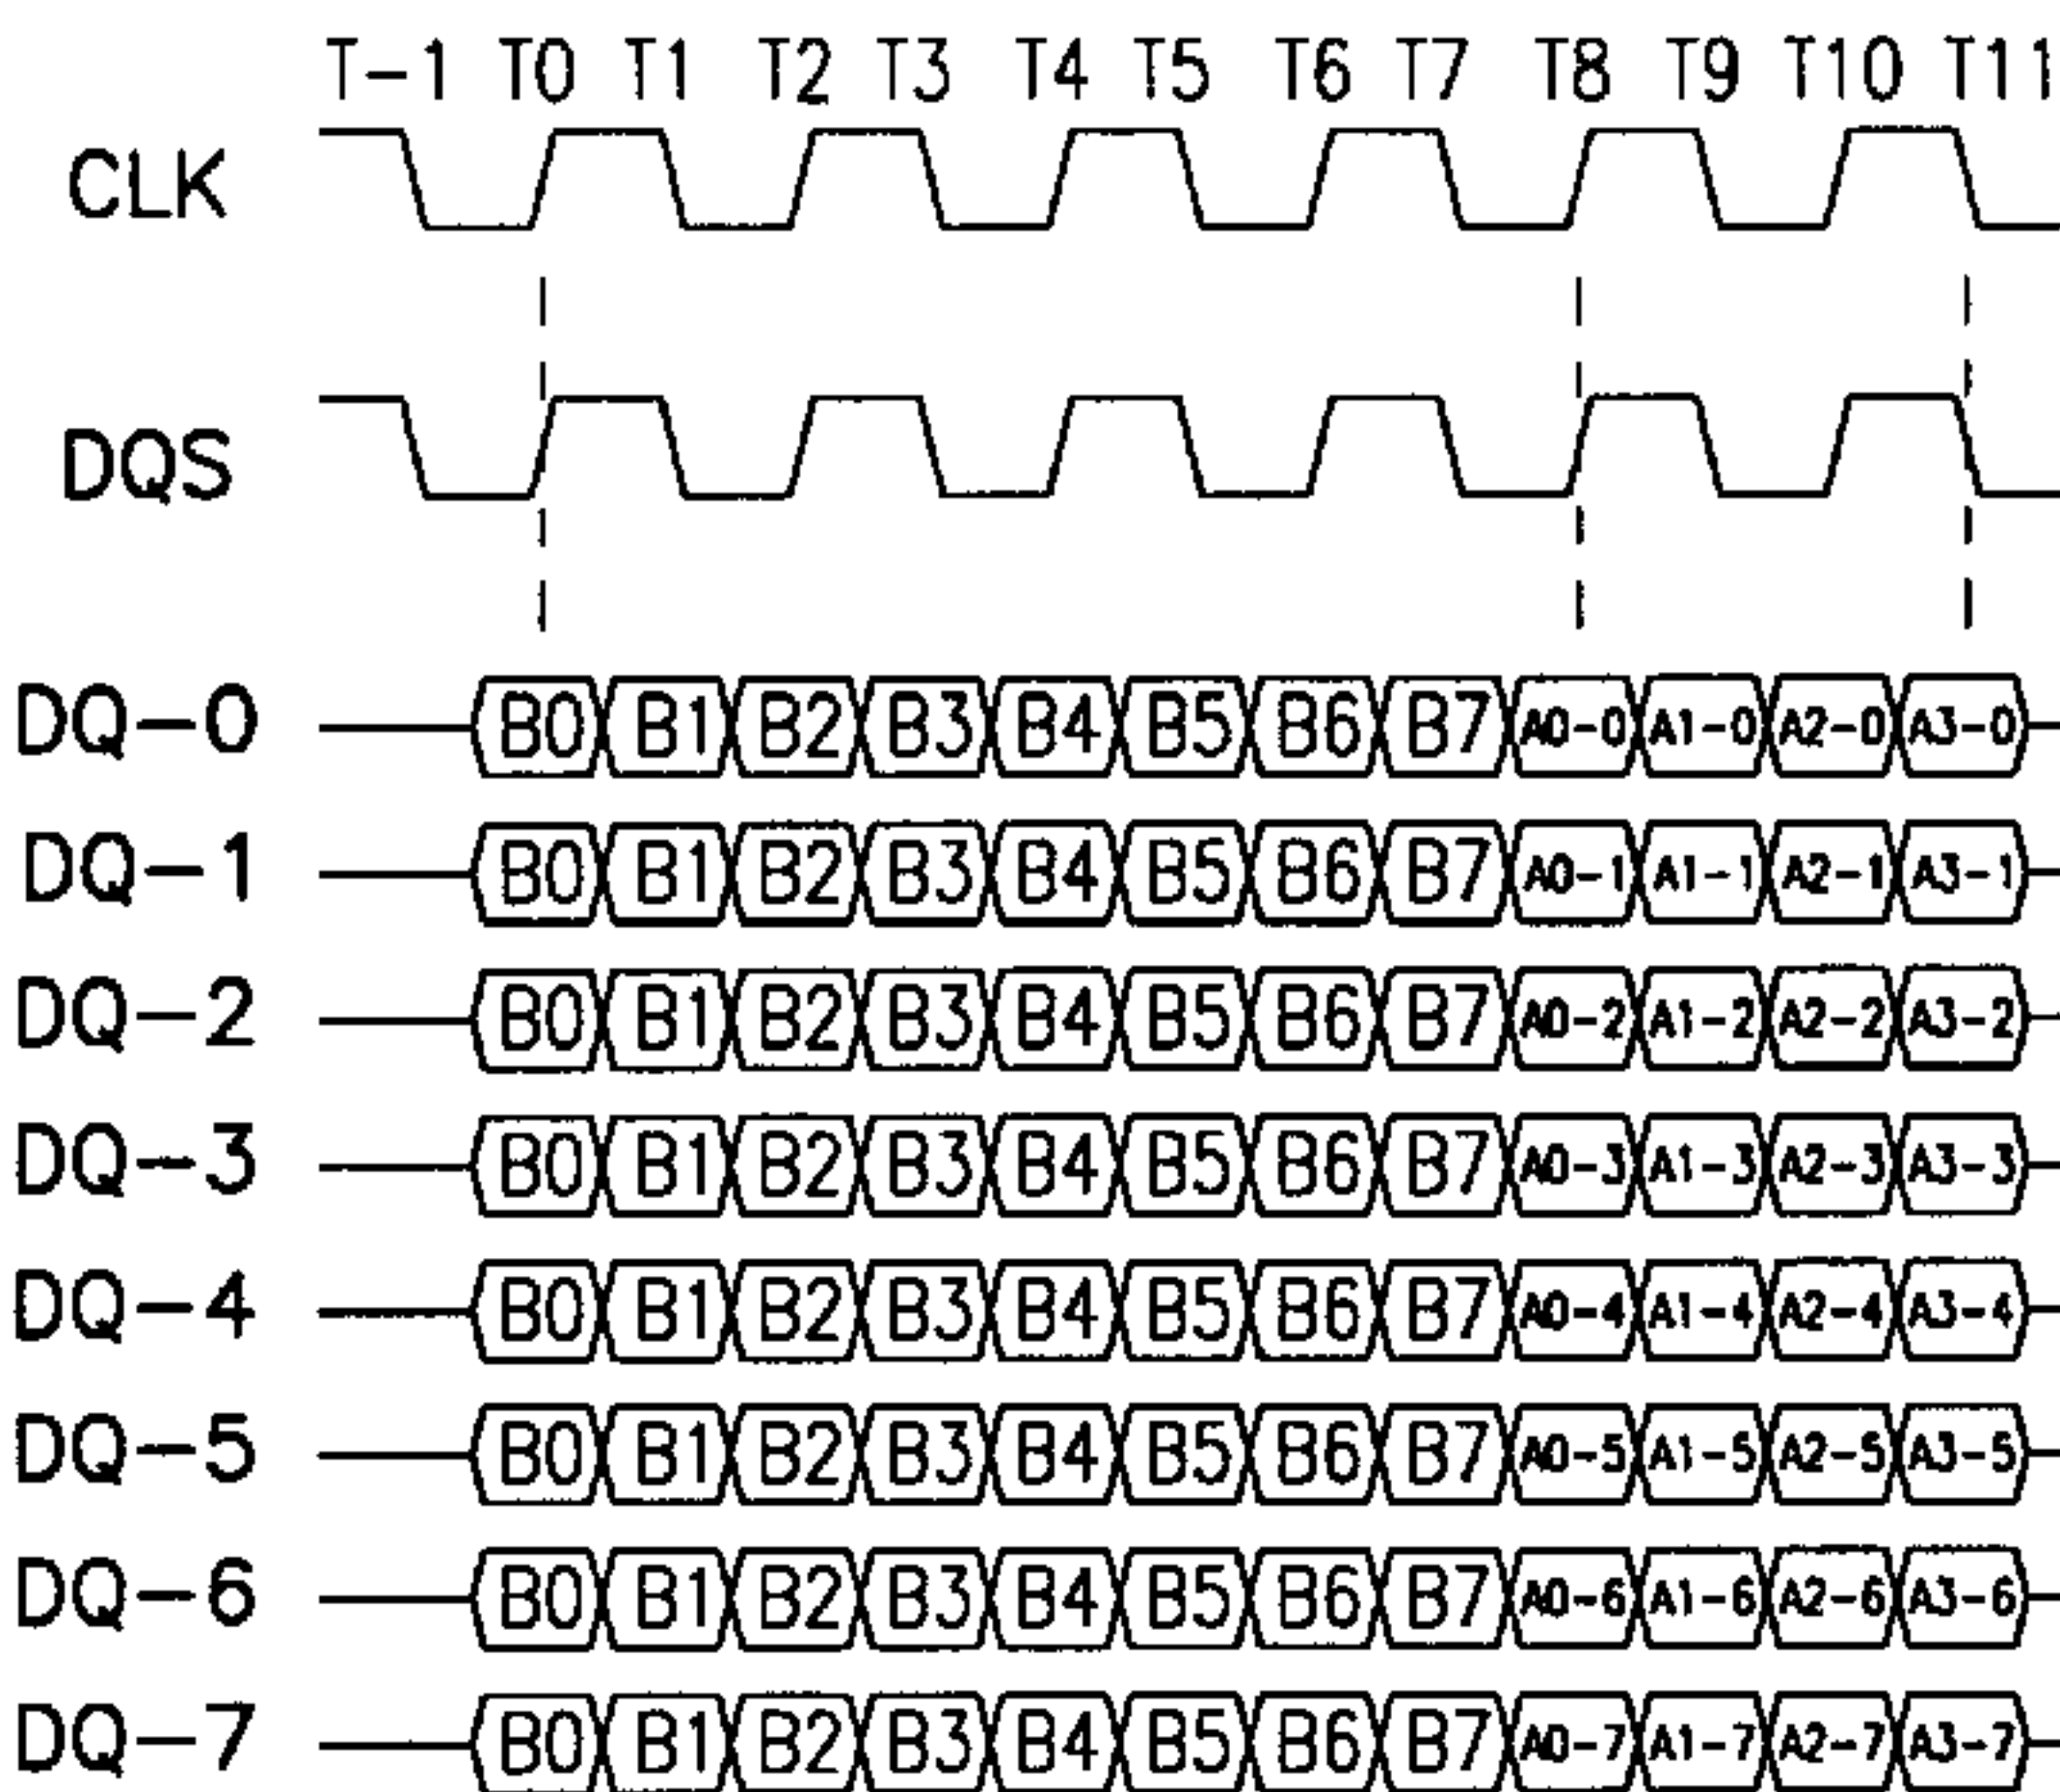 T-1 T0 T1 T2 T3 T4 T5 T6 T7 T8 T9 T10 T11
CLK
DQS
DQ-0 B0 B1 B2 B3 B4 B5 B6 B7 A0-0 A1-0 A2-0 A3-0
DQ-1 B0 B1 B2 B3 B4 B5 B6 B7 A0-1 A1-1 A2-1 A3-1
DQ-2 B0 B1 B2 B3 B4 B5 B6 B7 A0-2 A1-2 A2-2 A3-2
DQ-3 B0 B1 B2 B3 B4 B5 B6 B7 A0-3 A1-3 A2-3 A3-3
DQ-4 B0 B1 B2 B3 B4 B5 B6 B7 A0-4 A1-4 A2-4 A3-4
DQ-5 B0 B1 B2 B3 B4 B5 B6 B7 A0-5 A1-5 A2-5 A3-5
DQ-6 B0 B1 B2 B3 B4 B5 B6 B7 A0-6 A1-6 A2-6 A3-6
DQ-7 B0 B1 B2 B3 B4 B5 B6 B7 A0-7 A1-7 A2-7 A3-7